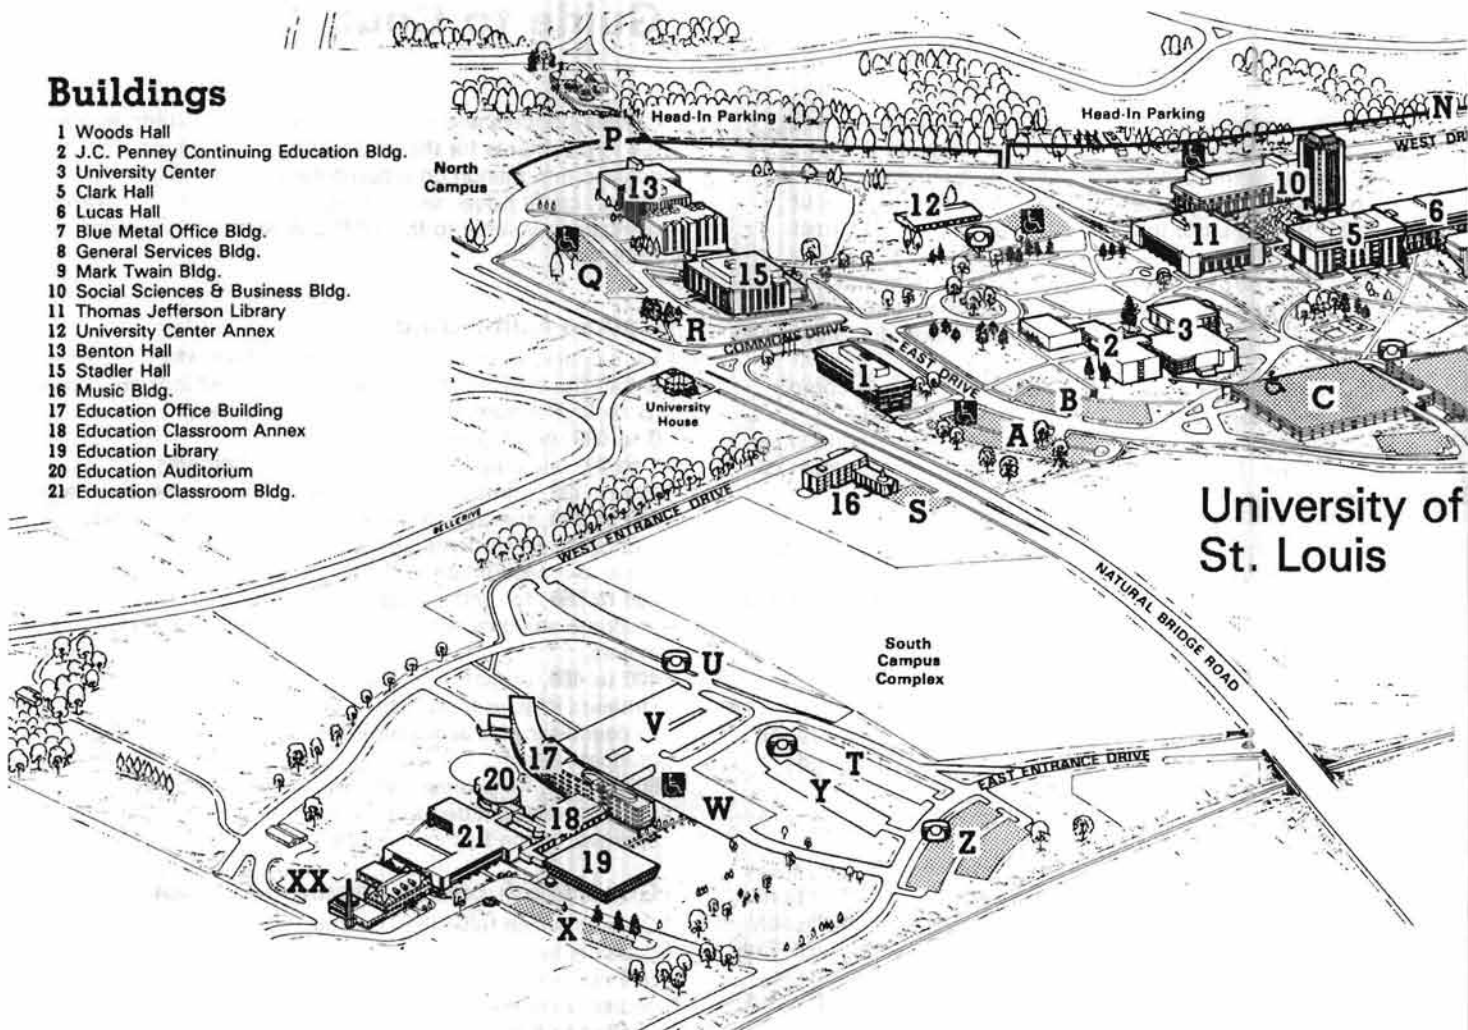 Buildings
1 Woods Hall
2 J.C. Penney Continuing Education Bldg.
3 University Center
5 Clark Hall
6 Lucas Hall
7 Blue Metal Office Bldg.
8 General Services Bldg.
9 Mark Twain Bldg.
10 Social Sciences & Business Bldg.
11 Thomas Jefferson Library
12 University Center Annex
13 Benton Hall
15 Stadler Hall
16 Music Bldg.
17 Education Office Building
18 Education Classroom Annex
19 Education Library
20 Education Auditorium
21 Education Classroom Bldg.
Head-In Parking
Head-In Parking
N
P
WEST DR
North
Campus
13
10
12
6
11
5
Q
15
R
COMMONS DRIVE
3
2
EAST DRIVE
1
B
C
University
House
A
16
S
University of
St. Louis
BELLERIVE
WEST ENTRANCE DRIVE
NATURAL BRIDGE ROAD
South
Campus
Complex
U
V
17
T
EAST ENTRANCE DRIVE
20
Y
W
18
21
Z
19
XX
X